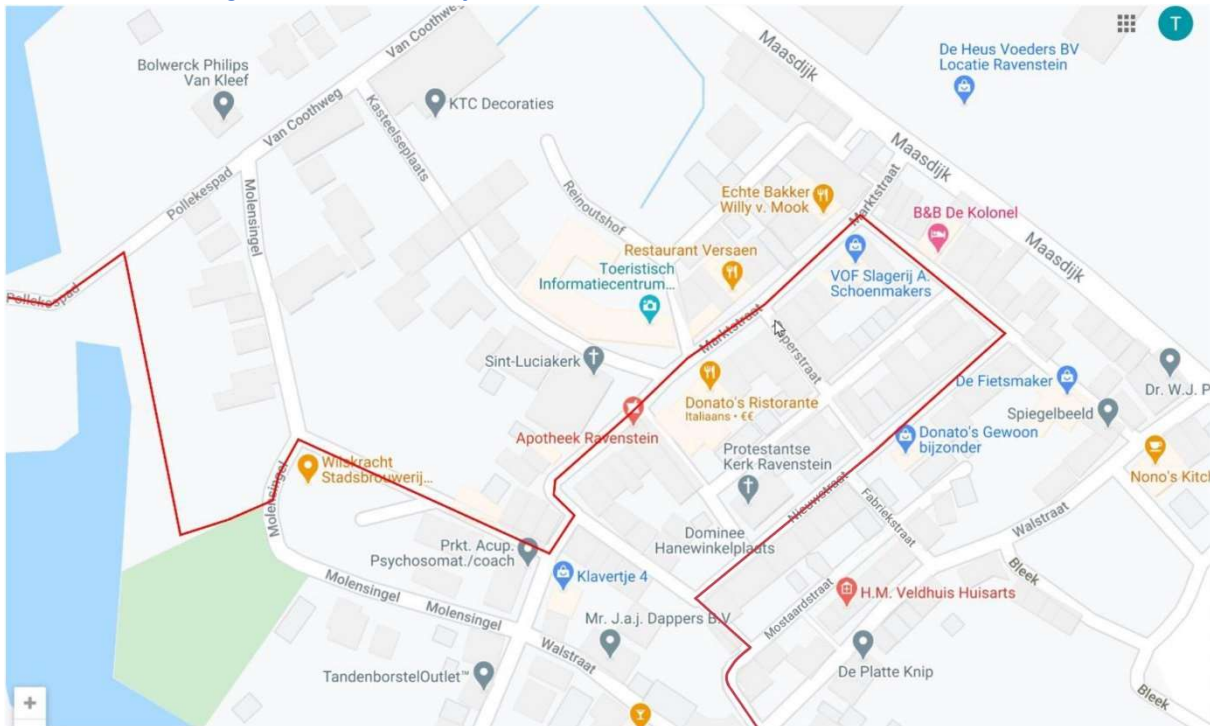 Van Coothweg
Maasdijk
T
De Heus Voeders BV
Locatie Ravenstein
Bolwerck Philips
Van Kleef
KTC Decoraties
Van Coothweg
Kasteelseplaats
Maasdijk
Pollekespad
Molensingel
Reinoutshof
Echte Bakker
Willy v. Mook
Marktstraat
B&B De Kolonel
Maasdijk
Restaurant Versaen
Toeristisch
Informatiecentrum...
VOF Slagerij A.
Schoenmakers
Pollekespad
Marktstraat
Sint-Luciakerk
Donato's Ristorante
Italiaans • €€
De Fietsmaker
Dr. W.J. P
Spiegelbeeld
Apotheek Ravenstein
Donato's Gewoon
bijzonder
Protestantse
Kerk Ravenstein
Wilskracht
Stadsbrouwerij...
Molensingel
Nieuwstraat
Fabriekstraat
Nono's Kitc
Walstraat
Dominee
Hanewinkelplaats
Prkt. Acup.
Psychosomat./coach
Klavertje 4
Bleek
Molensingel
Molensingel
Mostaardstraat
H.M. Veldhuis Huisarts
Mr. J.a.j. Dappers B.V
Walstraat
TandenborstelOutlet™
De Platte Knip
Bleek
+